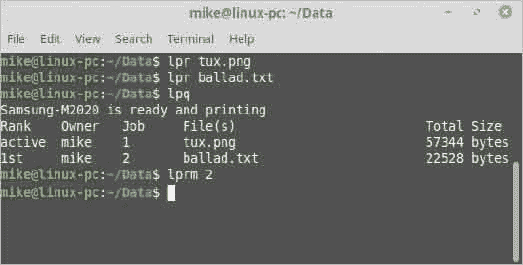 mike@linux-pc: ~/Data
File Edit View Search Terminal Help
mike@linux-pc:~/Data$ lpr tux.png
mike@linux-pc:~/Data$ lpr ballad.txt
mike@linux-pc:~/Data$ lpq
Samsung-M2020 is ready and printing
Rank Owner Job File(s) Total Size
active mike 1 tux.png 57344 bytes
1st mike 2 ballad.txt 22528 bytes
mike@linux-pc:~/Data$ lprm 2
mike@linux-pc:~/Data$